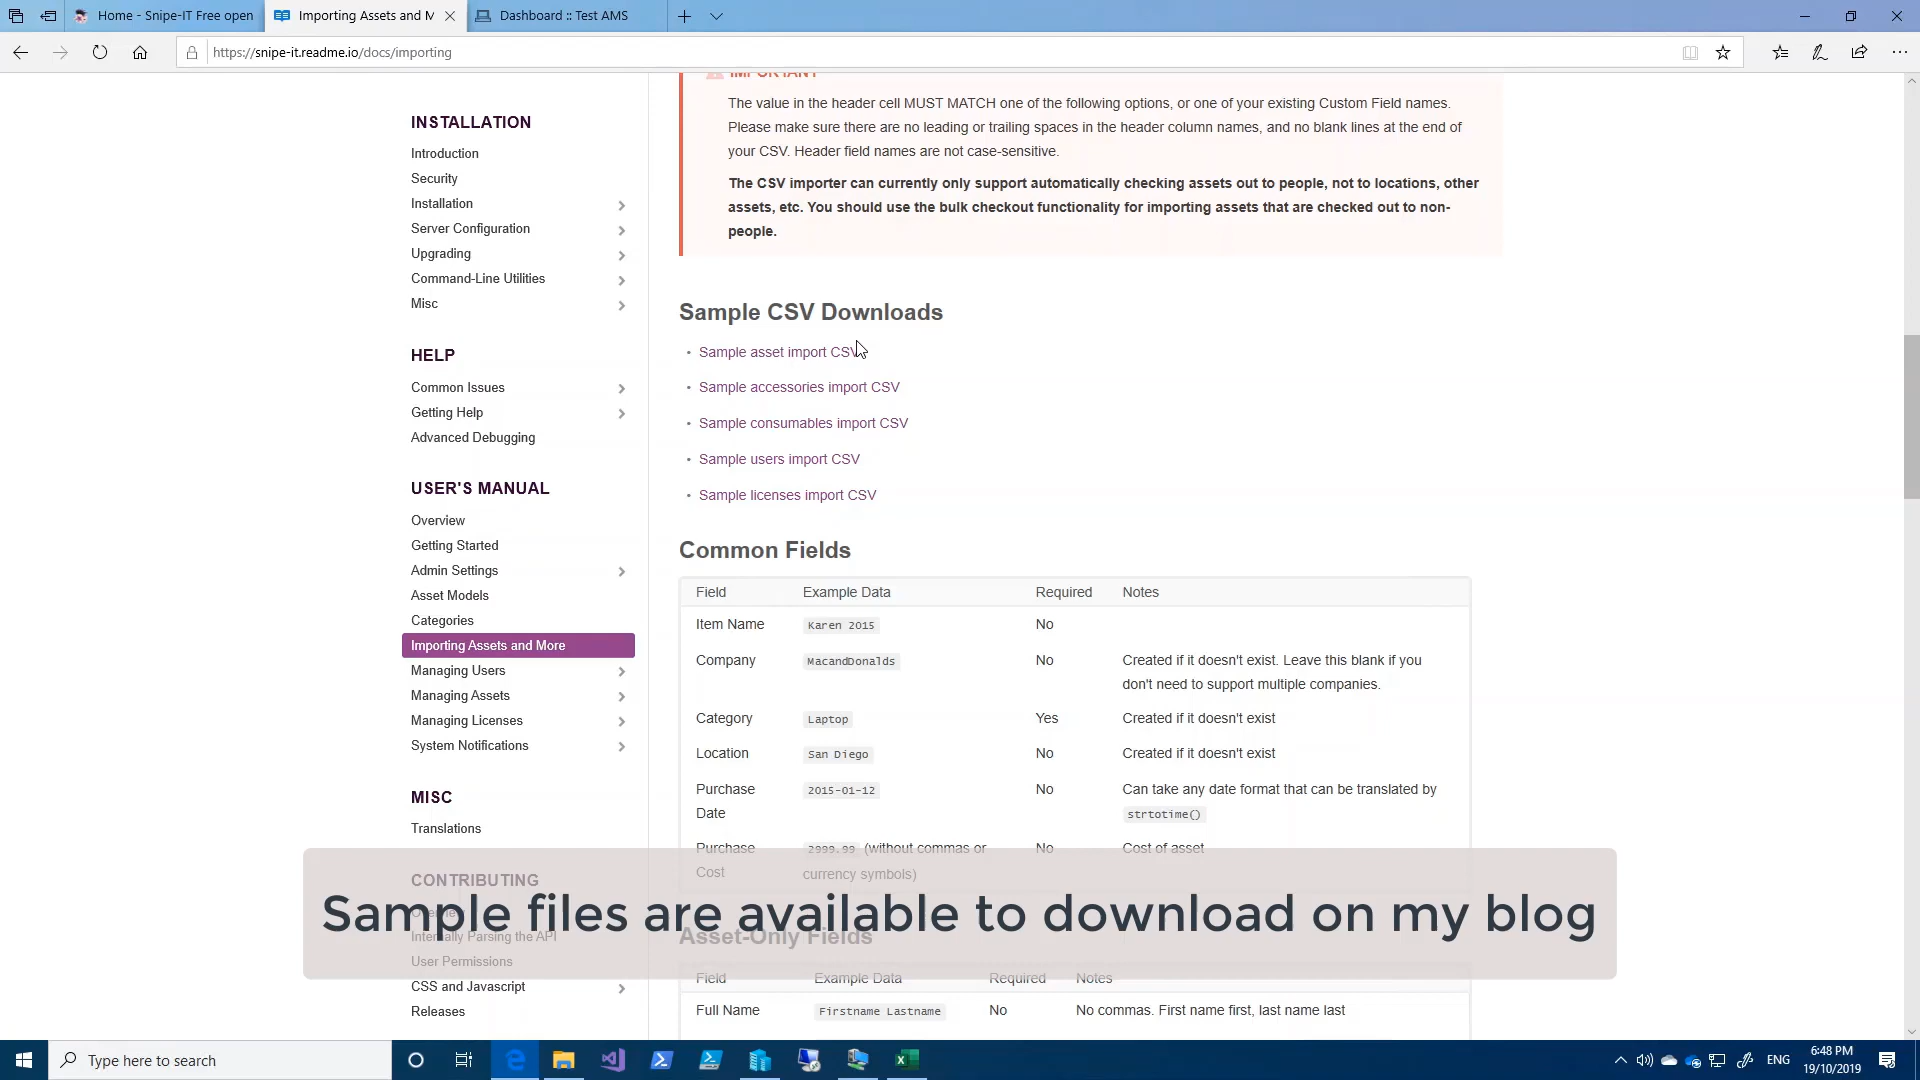 Home - Snipe-IT Free open
Importing Assets and M
Dashboard :: Test AMS
https://snipe-it.readme.io/docs/importing
IMPORTANT
The value in the header cell MUST MATCH one of the following options, or one of your existing Custom Field names.
Please make sure there are no leading or trailing spaces in the header column names, and no blank lines at the end of
your CSV. Header field names are not case-sensitive.
The CSV importer can currently only support automatically checking assets out to people, not to locations, other
assets, etc. You should use the bulk checkout functionality for importing assets that are checked out to non-
people.
INSTALLATION
Introduction
Security
Installation
Server Configuration
Upgrading
Command-Line Utilities
Misc
HELP
Common Issues
Getting Help
Advanced Debugging
USER'S MANUAL
Overview
Getting Started
Admin Settings
Asset Models
Categories
Importing Assets and More
Managing Users
Managing Assets
Managing Licenses
System Notifications
MISC
Translations
CONTRIBUTING
Internally Parsing the API
User Permissions
CSS and Javascript
Releases
Sample CSV Downloads
Sample asset import CSV
Sample accessories import CSV
Sample consumables import CSV
Sample users import CSV
Sample licenses import CSV
Common Fields
Field Example Data Required Notes
Item Name Karen 2015 No
Company MacandDonalds No Created if it doesn't exist. Leave this blank if you
don't need to support multiple companies.
Category Laptop Yes Created if it doesn't exist
Location San Diego No Created if it doesn't exist
Purchase 2015-01-12 No Can take any date format that can be translated by
Date strtotime()
Purchase 2999.99 (without commas or No Cost of asset
Cost currency symbols)
Asset-Only Fields
Field Example Data Required Notes
Full Name Firstname Lastname No No commas. First name first, last name last
Sample files are available to download on my blog
Type here to search
ENG
6:48 PM
19/10/2019